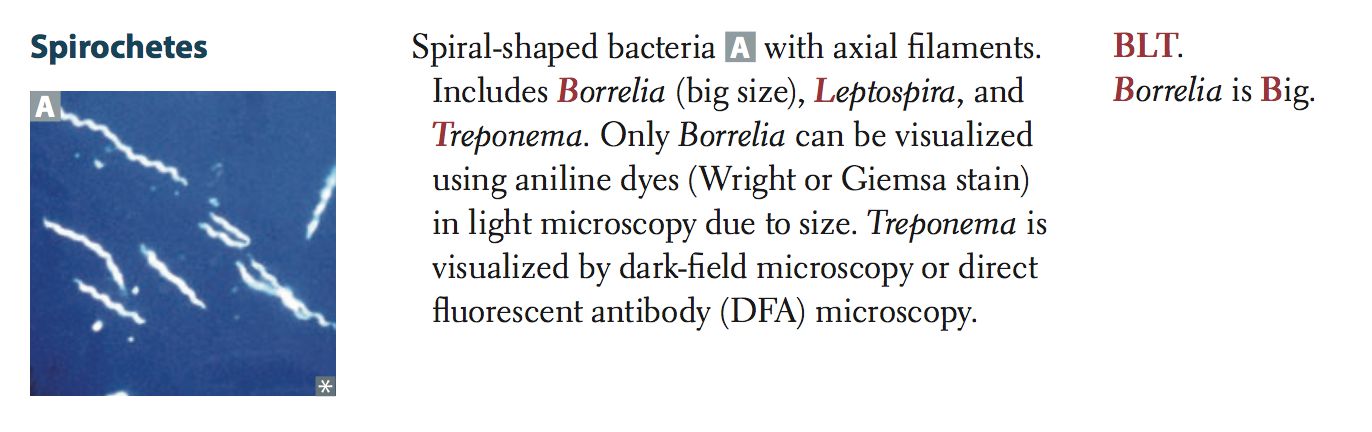 Spirochetes
A
*
Spiral-shaped bacteria A with axial filaments.
Includes Borrelia (big size), Leptospira, and
Treponema. Only Borrelia can be visualized
using aniline dyes (Wright or Giemsa stain)
in light microscopy due to size. Treponema is
visualized by dark-field microscopy or direct
fluorescent antibody (DFA) microscopy.
BLT.
Borrelia is Big.